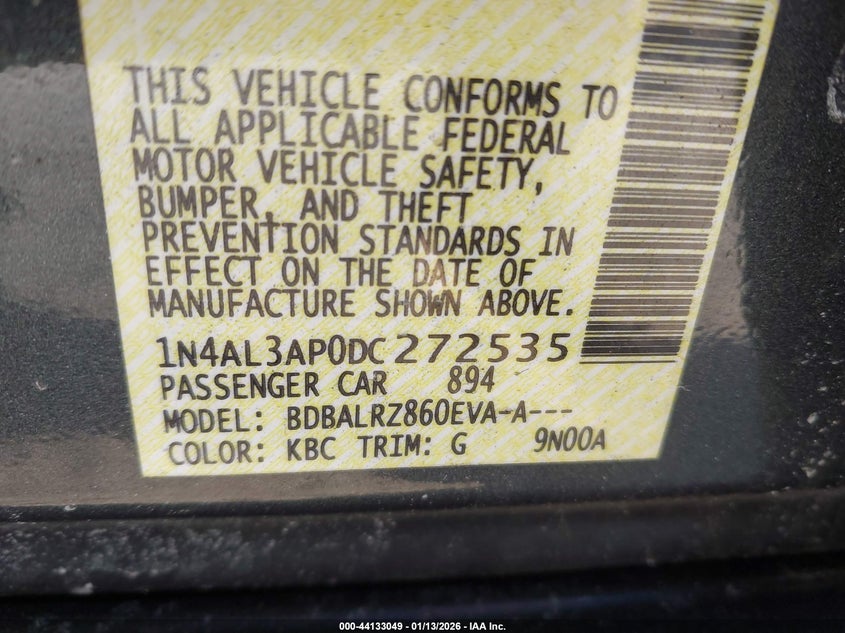 THIS VEHICLE CONFORMS TO
ALL APPLICABLE FEDERAL
MOTOR VEHICLE SAFETY,
BUMPER, AND THEFT
PREVENTION STANDARDS IN
EFFECT ON THE DATE OF
MANUFACTURE SHOWN ABOVE.
1N4AL3AP0DC272535
PASSENGER CAR 894
MODEL: BDBALRZ860EVA-A---
COLOR: KBC TRIM: G 9N00A
000-44133049 - 01/13/2026 - IAA Inc.